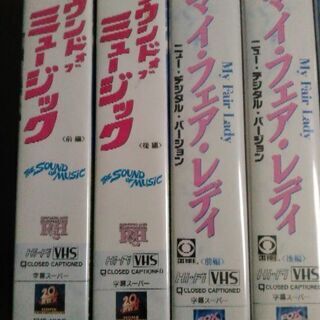 ウンド・オブ・
ミュージック
〈前編〉
THE SOUND OF MUSIC
R&H
Hi-Fi VHS
CLOSED CAPTIONED
字幕スーパー
20
ウンド・オブ・
ミュージック
〈後編〉
THE SOUND OF MUSIC
R&H
Hi-Fi VHS
CLOSED CAPTIONED
字幕スーパー
20
マイ・フェア・レディ
My Fair Lady
ニュー・デジタル・バージョン
〈前編〉
Hi-Fi VHS
CLOSED CAPTIONED
字幕スーパー
FOX
マイ・フェア・レディ
My Fair Lady
ニュー・デジタル・バージョン
〈後編〉
Hi-Fi VHS
CLOSED CAPTIONED
字幕スーパー
FOX